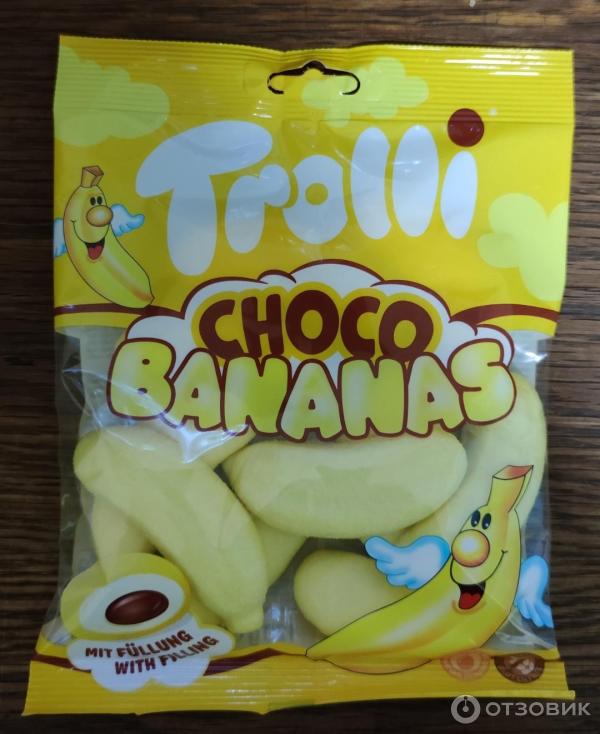 Trolli
CHOCO
BANANAS
MIT FÜLLUNG
WITH FILLING
ОТЗОВИК